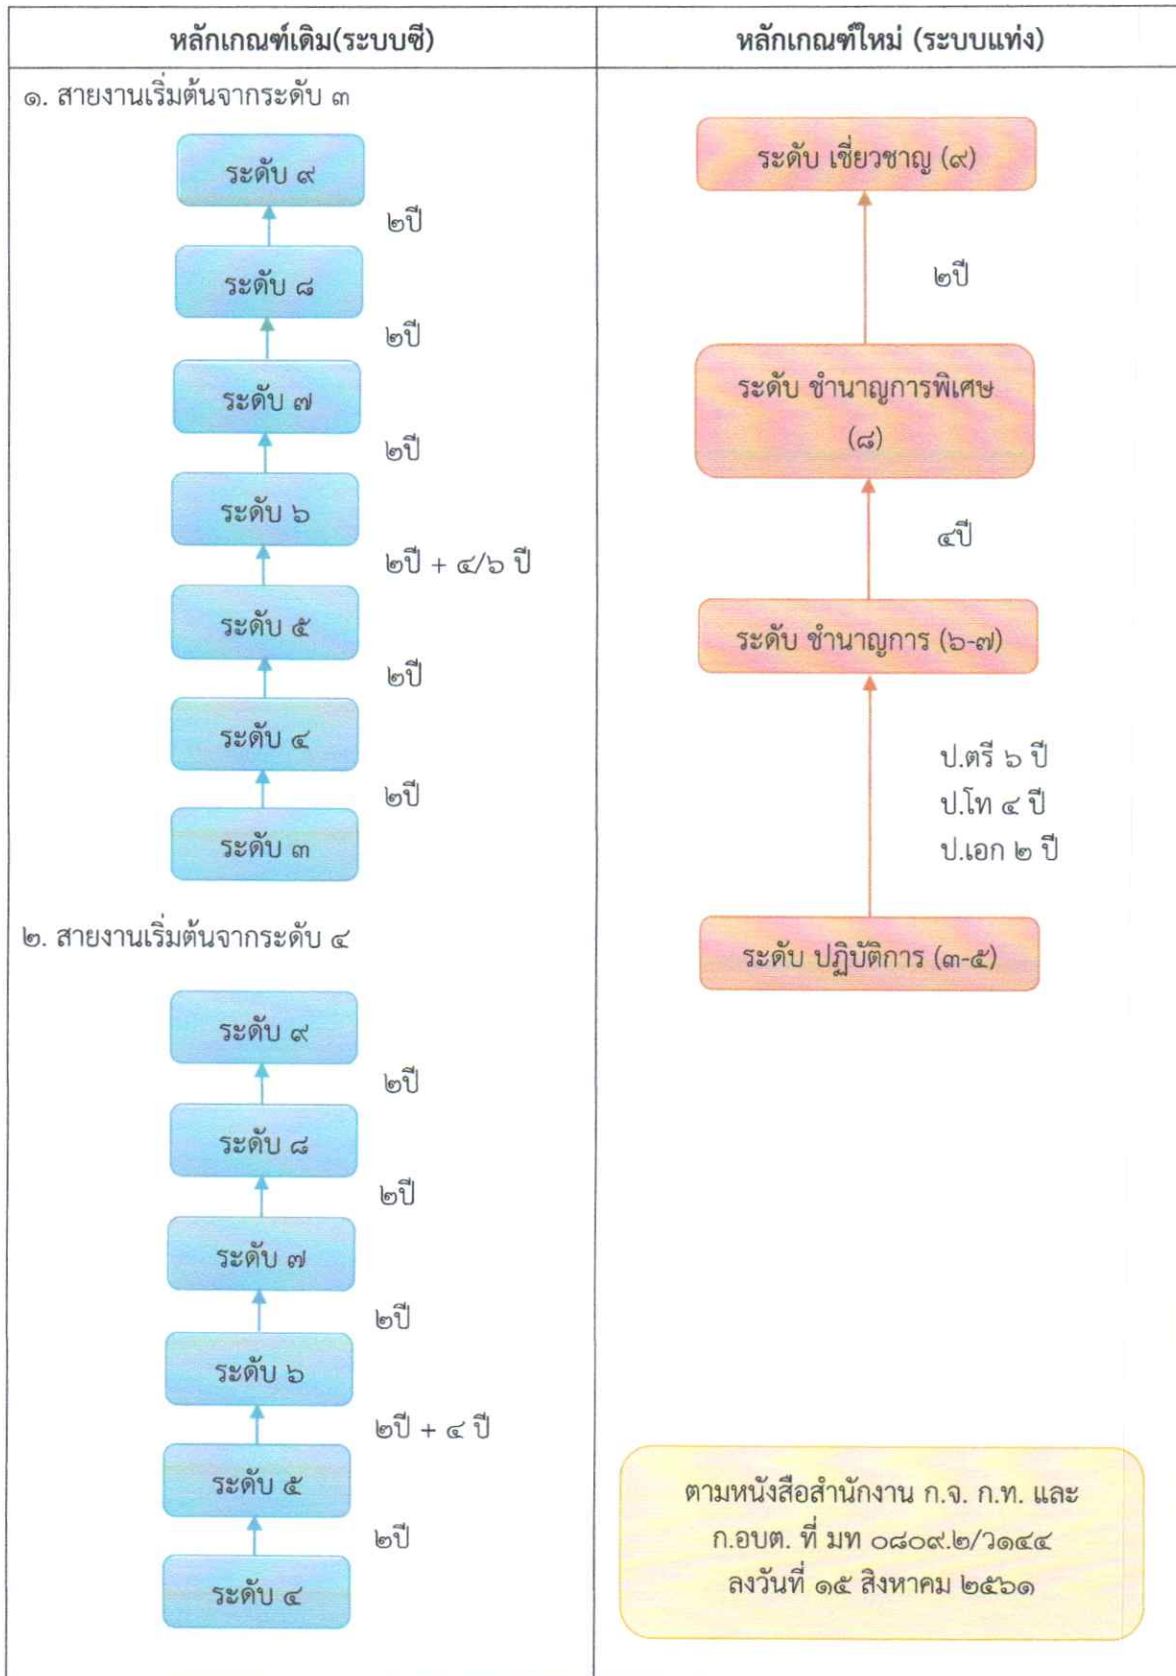 หลักเกณฑ์เดิม(ระบบซี)
๑. สายงานเริ่มต้นจากระดับ ๓
ระดับ ๙
๒ปี
ระดับ ๘
๒ปี
ระดับ ๗
๒ปี
ระดับ ๖
๒ปี + ๔/๖ ปี
ระดับ ๕
๒ปี
ระดับ ๔
๒ปี
ระดับ ๓
๒. สายงานเริ่มต้นจากระดับ ๔
ระดับ ๙
๒ปี
ระดับ ๘
๒ปี
ระดับ ๗
๒ปี
ระดับ ๖
๒ปี + ๔ ปี
ระดับ ๕
๒ปี
ระดับ ๔
หลักเกณฑ์ใหม่ (ระบบแท่ง)
ระดับ เชี่ยวชาญ (๙)
๒ปี
ระดับ ชำนาญการพิเศษ
(๘)
๔ปี
ระดับ ชำนาญการ (๖-๗)
ป.ตรี ๖ ปี
ป.โท ๔ ปี
ป.เอก ๒ ปี
ระดับ ปฏิบัติการ (๓-๕)
ตามหนังสือสำนักงาน ก.จ. ก.ท. และ
ก.อบต. ที่ มท ๐๘๐๙.๒/ว๑๔๔
ลงวันที่ ๑๕ สิงหาคม ๒๕๖๑